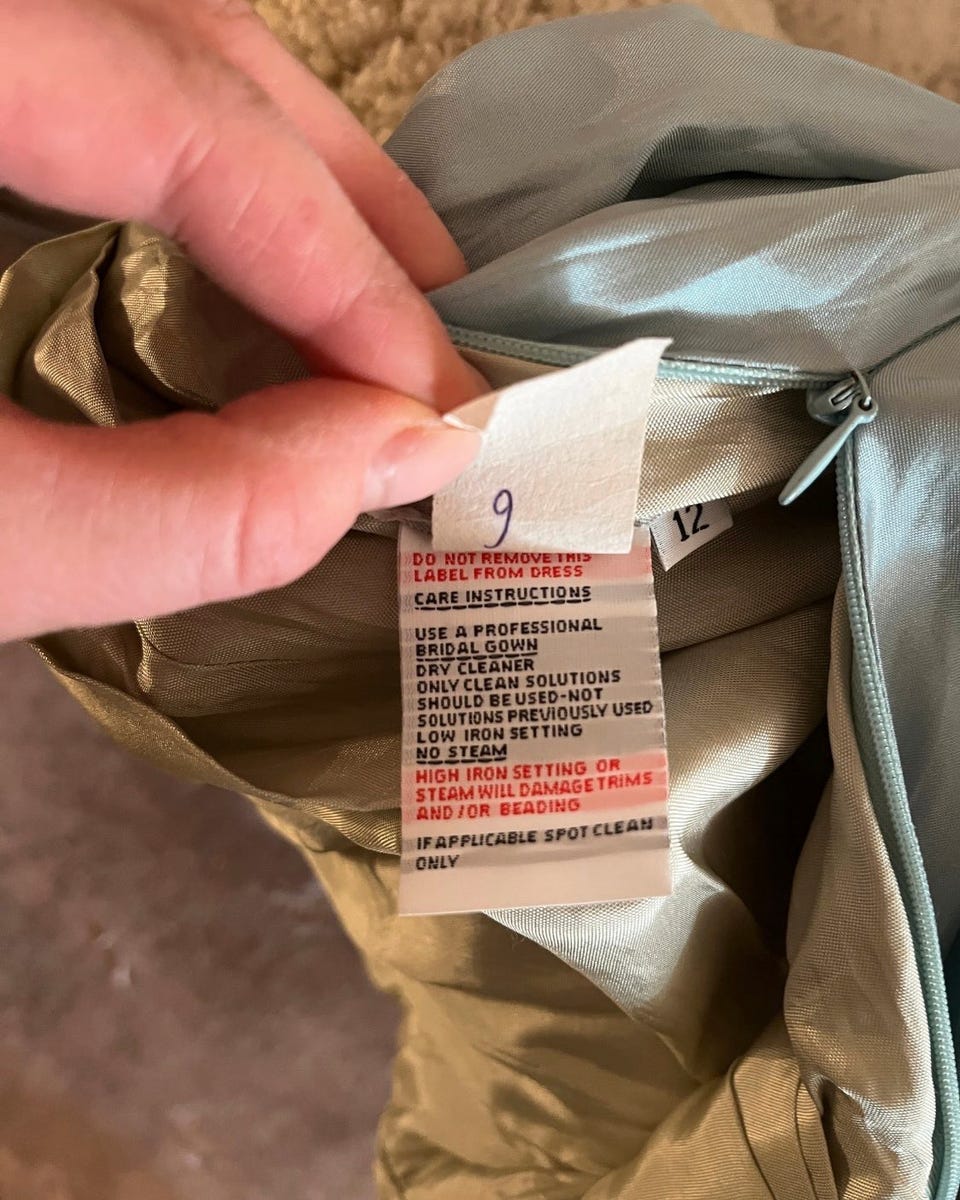 9
12
DO NOT REMOVE THIS
LABEL FROM DRESS
CARE INSTRUCTIONS
USE A PROFESSIONAL
BRIDAL GOWN
DRY CLEANER
ONLY CLEAN SOLUTIONS
SHOULD BE USED-NOT
SOLUTIONS PREVIOUSLY USED
LOW IRON SETTING
NO STEAM
HIGH IRON SETTING OR
STEAM WILL DAMAGE TRIMS
AND/OR BEADING
IF APPLICABLE SPOT CLEAN
ONLY